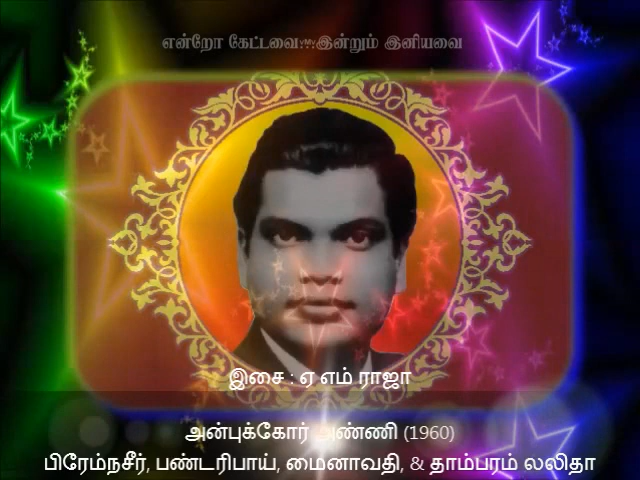 என்றோ கேட்டவை!!!இன்றும் இனியவை
இசை : ஏ எம் ராஜா
அன்புக்கோர் அண்ணி (1960)
பிரேம்நசீர், பண்டரிபாய், மைனாவதி, & தாம்பரம் லலிதா